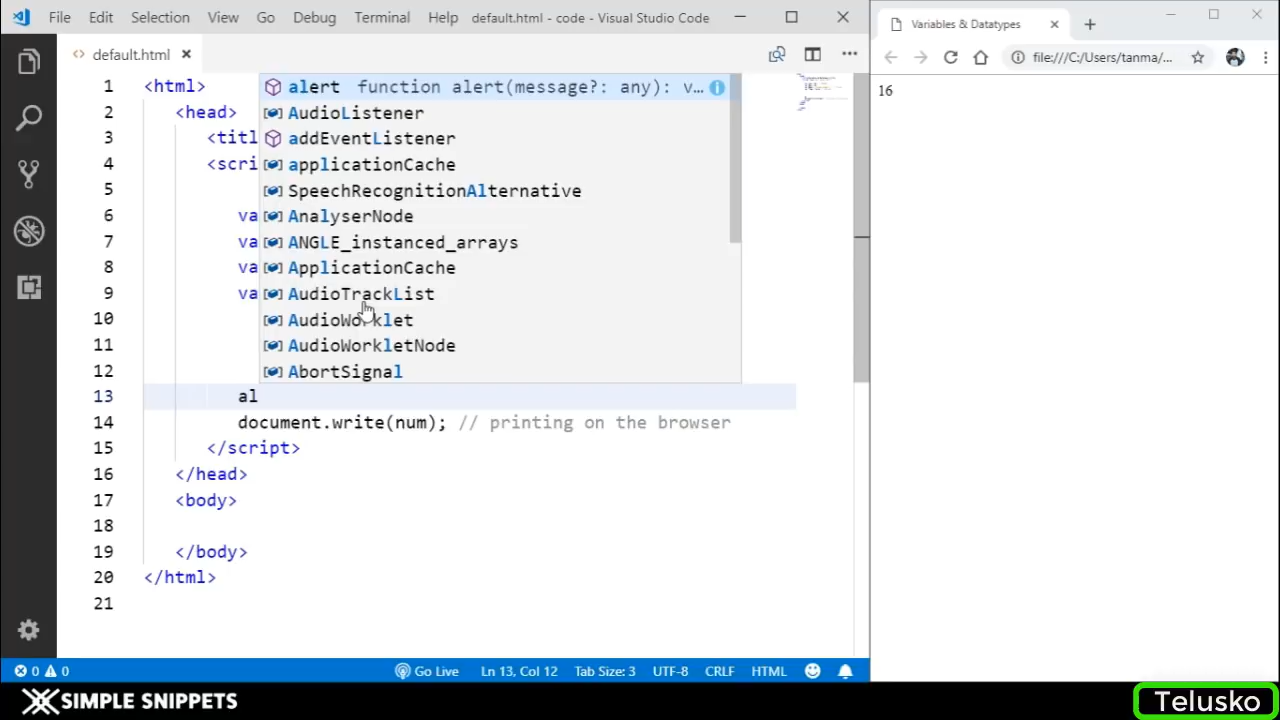 File Edit Selection View Go Debug Terminal Help default.html - code - Visual Studio Code
Variables & Datatypes
default.html
file:///C:/Users/tanma/...
16
1 <html>
2 <head>
3 <titl
4 <scri
5
6 va
7 va
8 va
9 va
10
11
12
13 al
14 document.write(num); // printing on the browser
15 </script>
16 </head>
17 <body>
18
19 </body>
20 </html>
21
alert function alert(message?: any): v...
AudioListener
addEventListener
applicationCache
SpeechRecognitionAlternative
AnalyserNode
ANGLE_instanced_arrays
ApplicationCache
AudioTrackList
AudioWorklet
AudioWorkletNode
AbortSignal
0 0 Go Live Ln 13, Col 12 Tab Size: 3 UTF-8 CRLF HTML
SIMPLE SNIPPETS
Telusko